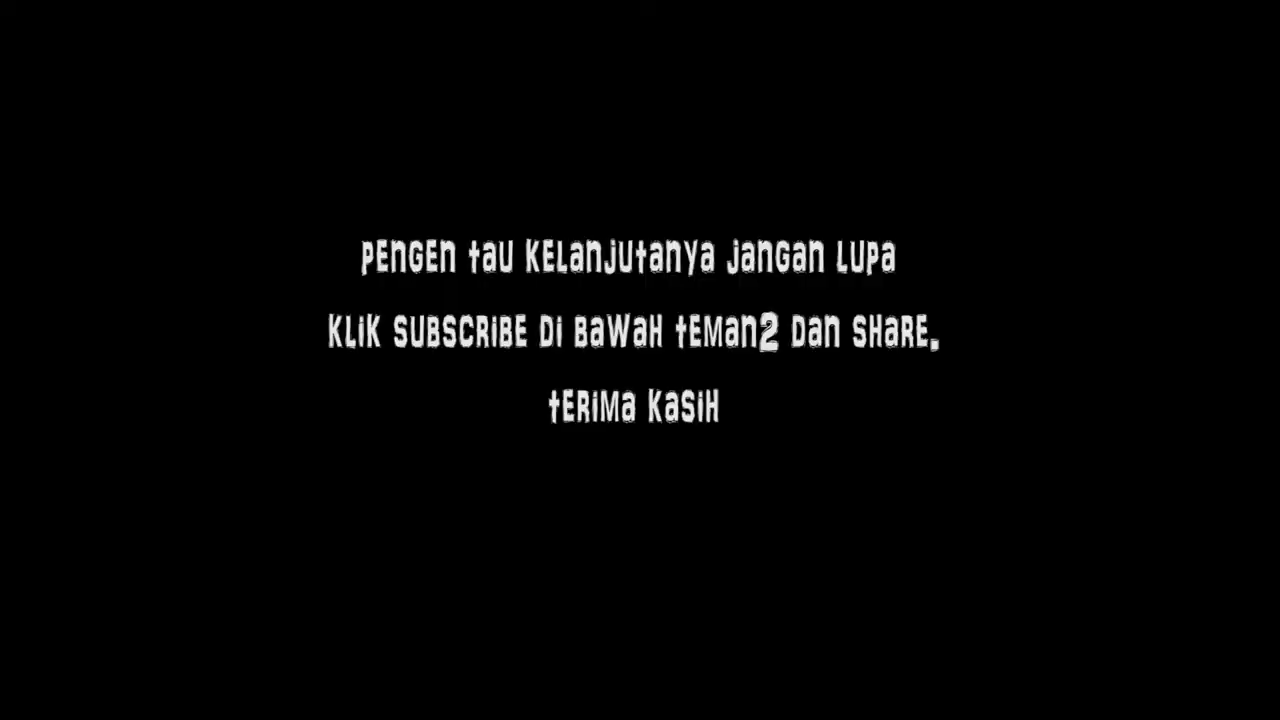 PENGEN tAU KELANJUTANYA JANGAN LUPA
KLIK SUBSCRIBE DI BAWAH tEMAN2 DAN SHARE.
tERIMA KASIH